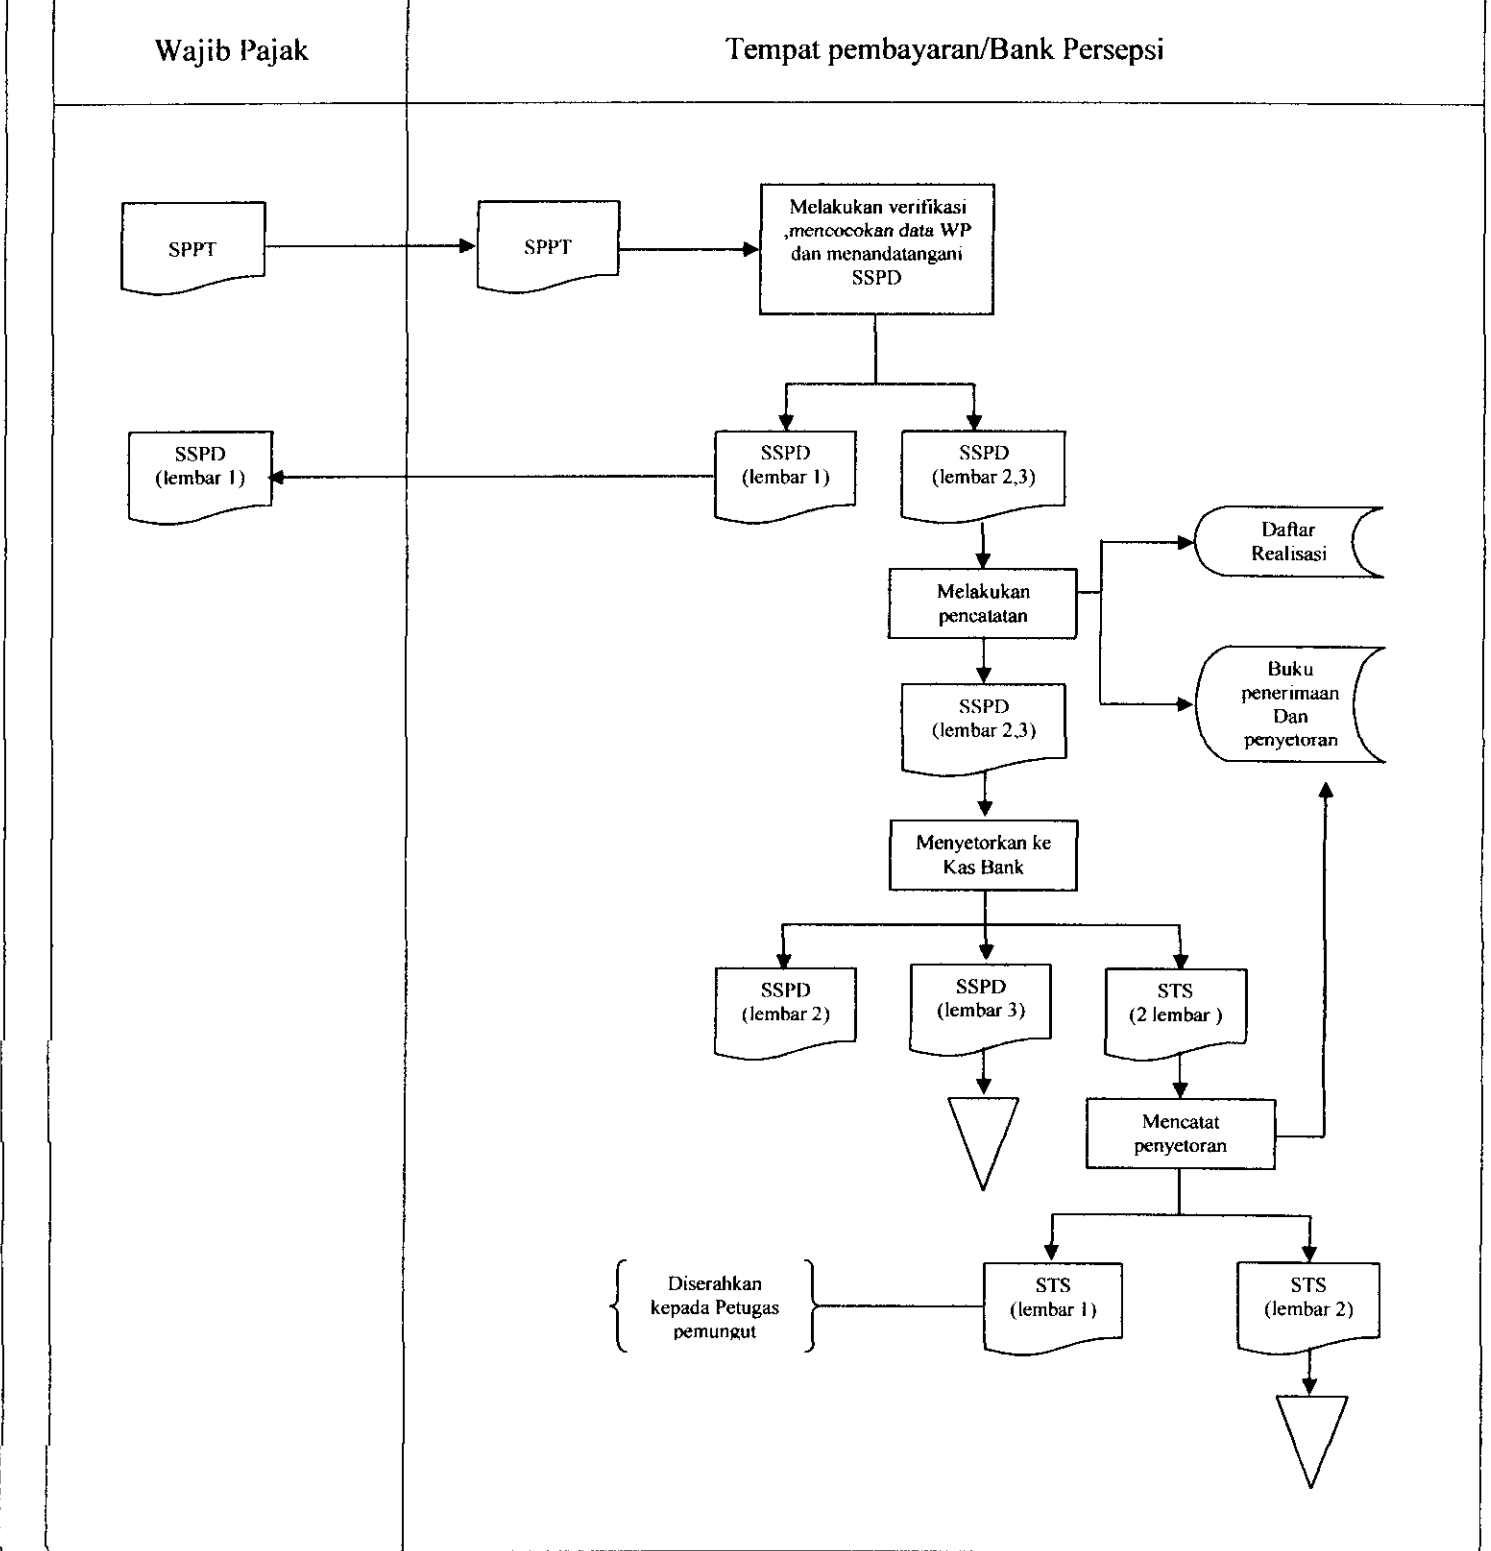 Wajib Pajak
Tempat pembayaran/Bank Persepsi
SPPT
SPPT
Melakukan verifikasi
,mencocokan data WP
dan menandatangani
SSPD
SSPD
(lembar 1)
SSPD
(lembar 1)
SSPD
(lembar 2,3)
Daftar
Realisasi
Melakukan
pencatatan
Buku
penerimaan
Dan
penyetoran
SSPD
(lembar 2,3)
Menyetorkan ke
Kas Bank
SSPD
(lembar 2)
SSPD
(lembar 3)
STS
(2 lembar )
Mencatat
penyetoran
Diserahkan
kepada Petugas
pemungut
STS
(lembar 1)
STS
(lembar 2)